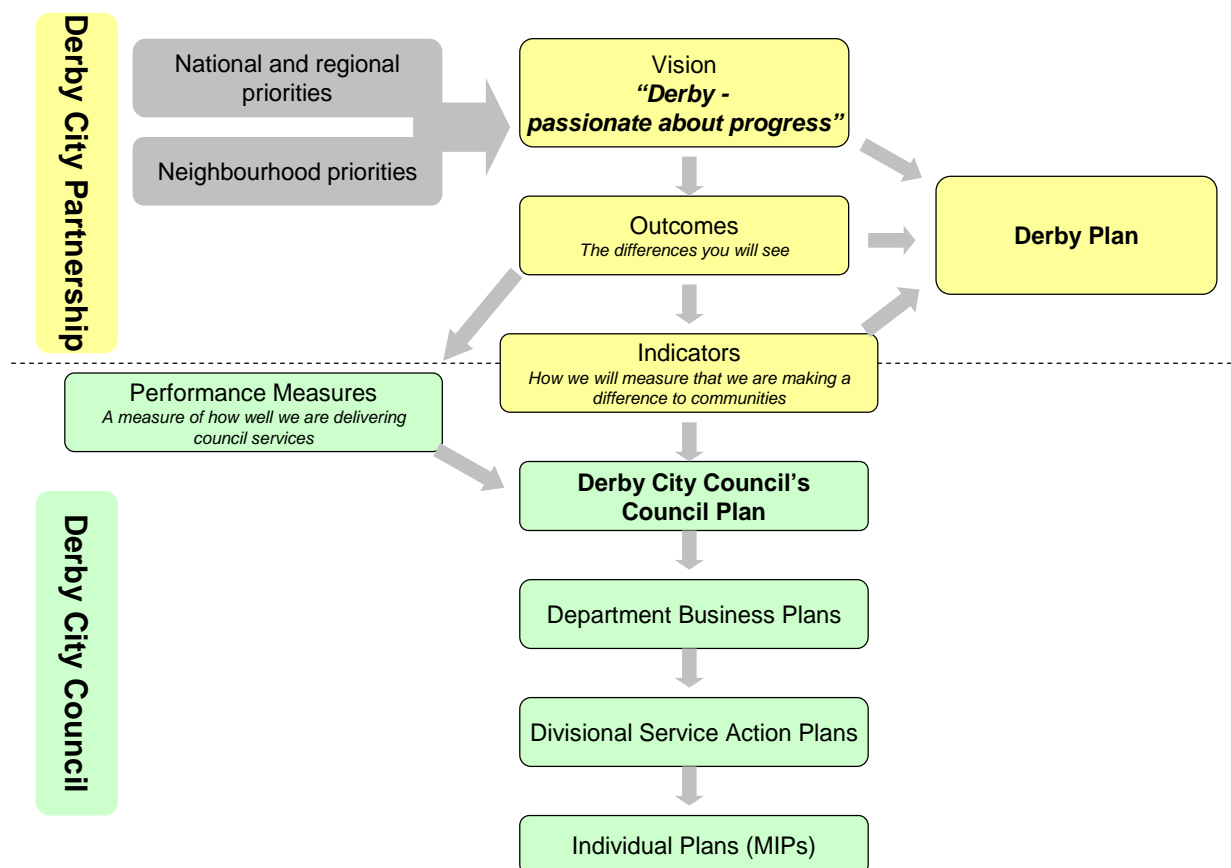 Derby City Partnership
National and regional
priorities
Neighbourhood priorities
Vision
“Derby -
passionate about progress”
Outcomes
The differences you will see
Derby Plan
Indicators
How we will measure that we are making a
difference to communities
Performance Measures
A measure of how well we are delivering
council services
Derby City Council
Derby City Council’s
Council Plan
Department Business Plans
Divisional Service Action Plans
Individual Plans (MIPs)